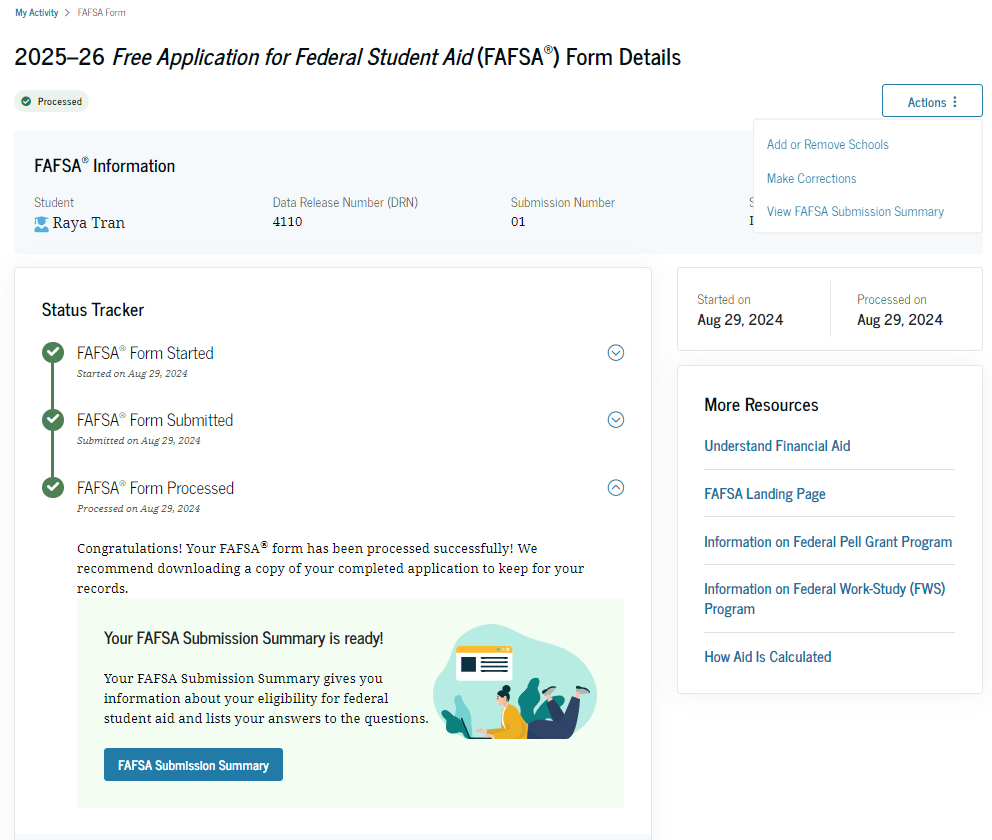 My Activity > FAFSA Form
2025–26 Free Application for Federal Student Aid (FAFSA®) Form Details
Processed
Actions
Add or Remove Schools
Make Corrections
View FAFSA Submission Summary
FAFSA® Information
Student
Raya Tran
Data Release Number (DRN)
4110
Submission Number
01
Status Tracker
FAFSA® Form Started
Started on Aug 29, 2024
FAFSA® Form Submitted
Submitted on Aug 29, 2024
FAFSA® Form Processed
Processed on Aug 29, 2024
Congratulations! Your FAFSA® form has been processed successfully! We
recommend downloading a copy of your completed application to keep for your
records.
Your FAFSA Submission Summary is ready!
Your FAFSA Submission Summary gives you
information about your eligibility for federal
student aid and lists your answers to the questions.
FAFSA Submission Summary
Started on
Aug 29, 2024
Processed on
Aug 29, 2024
More Resources
Understand Financial Aid
FAFSA Landing Page
Information on Federal Pell Grant Program
Information on Federal Work-Study (FWS)
Program
How Aid Is Calculated